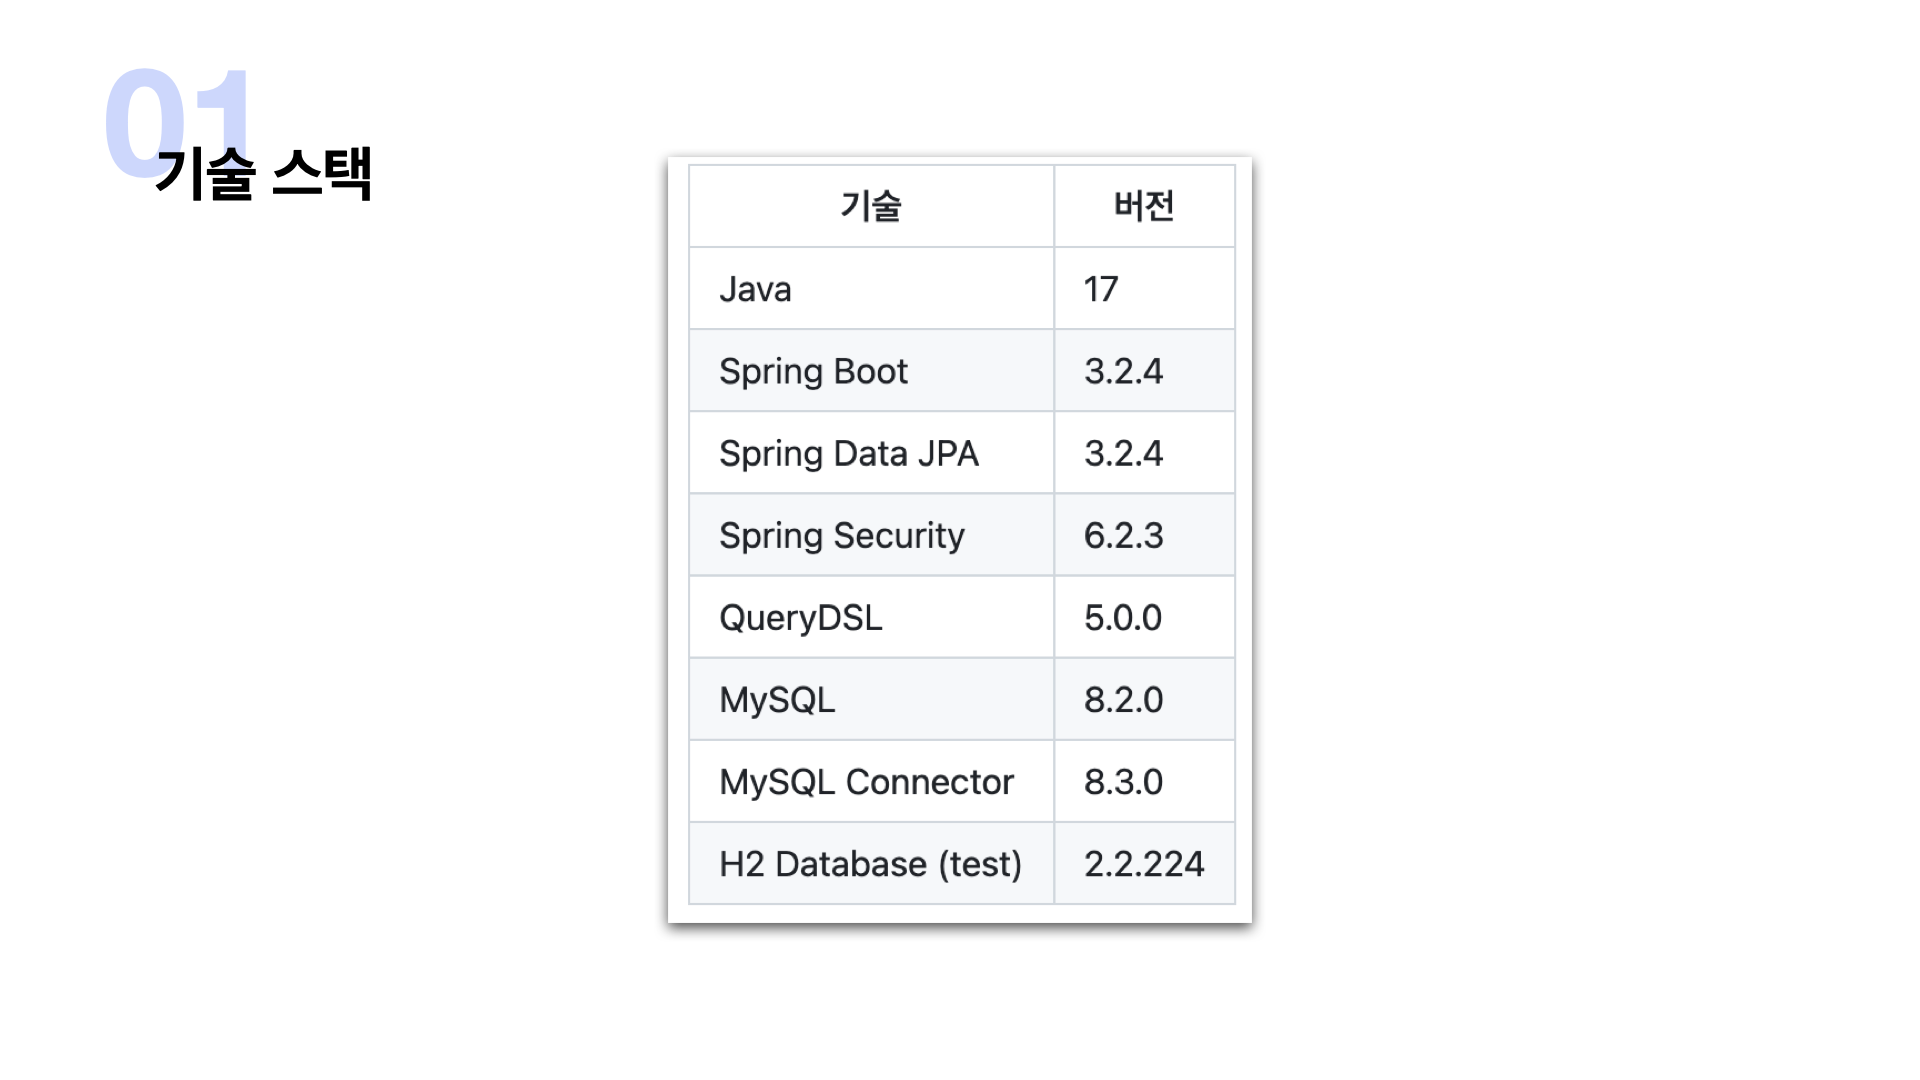 01
기술 스택
기술 버전
Java 17
Spring Boot 3.2.4
Spring Data JPA 3.2.4
Spring Security 6.2.3
QueryDSL 5.0.0
MySQL 8.2.0
MySQL Connector 8.3.0
H2 Database (test) 2.2.224